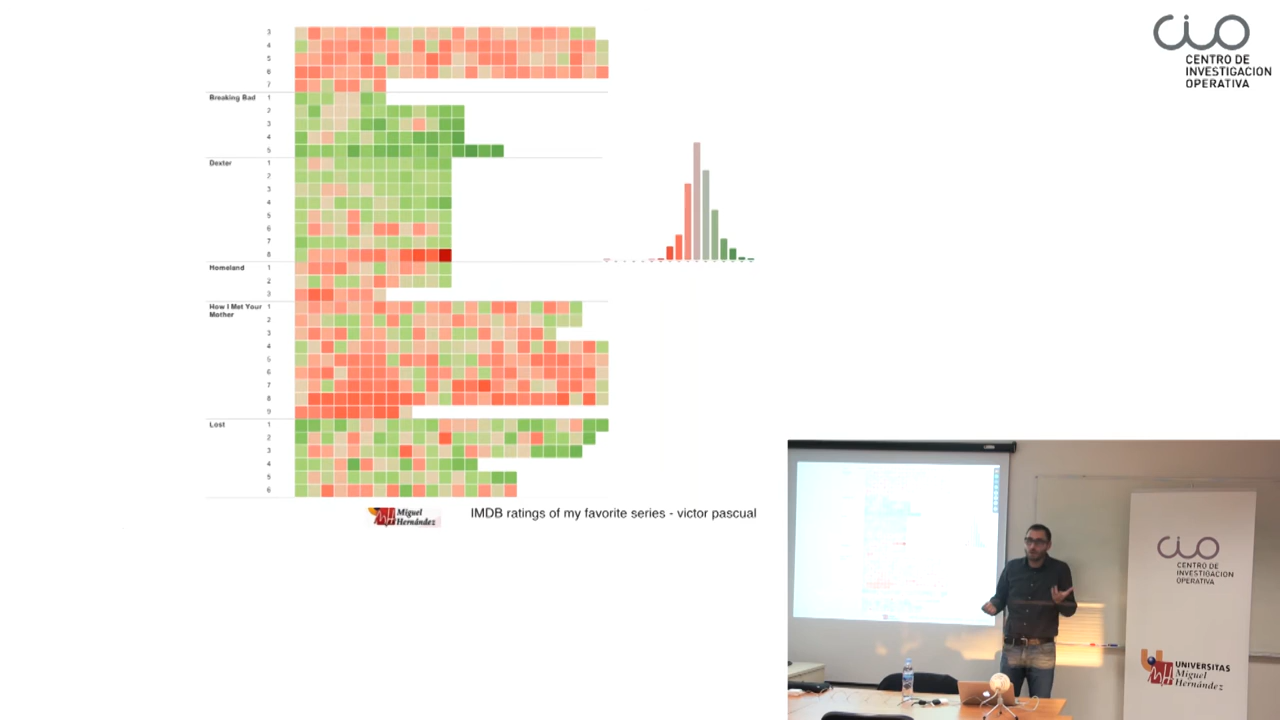 3
4
5
6
7
Breaking Bad 1
2
3
4
5
Dexter 1
2
3
4
5
6
7
8
Homeland 1
2
3
How I Met Your 1
Mother
2
3
4
5
6
7
8
9
Lost 1
2
3
4
5
6
Miguel
Hernández
IMDB ratings of my favorite series - victor pascual
CIO
CENTRO DE
INVESTIGACION
OPERATIVA
CIO
CENTRO DE
INVESTIGACIÓN
OPERATIVA
UNIVERSITAS
Miguel
Hernández